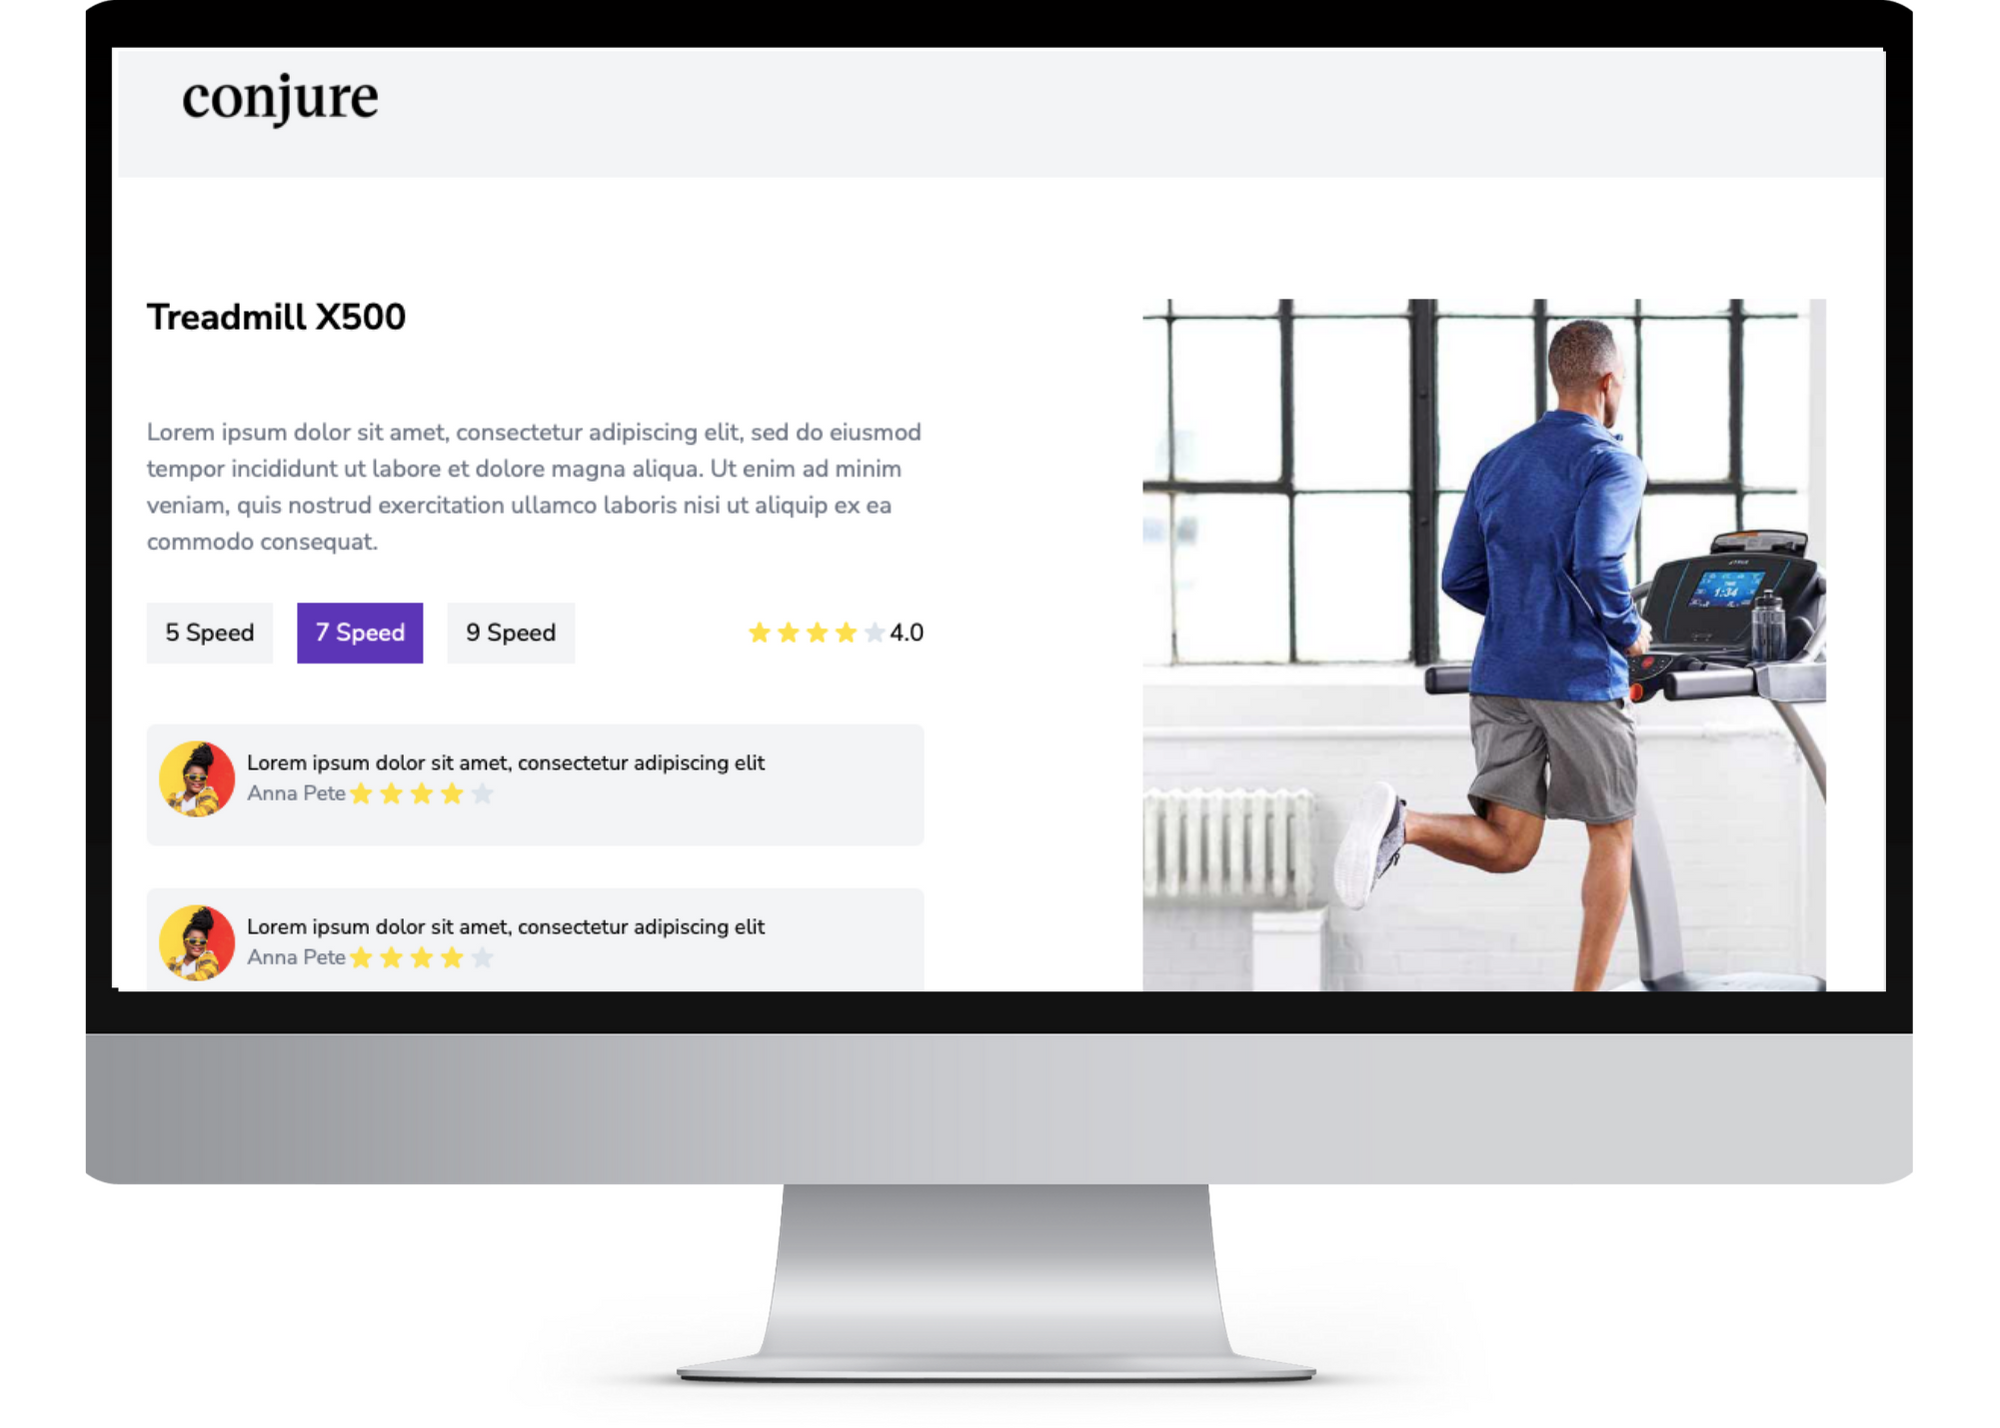 conjure
Treadmill X500
Lorem ipsum dolor sit amet, consectetur adipiscing elit, sed do eiusmod
tempor incididunt ut labore et dolore magna aliqua. Ut enim ad minim
veniam, quis nostrud exercitation ullamco laboris nisi ut aliquip ex ea
commodo consequat.
5 Speed 7 Speed 9 Speed 4.0
Lorem ipsum dolor sit amet, consectetur adipiscing elit
Anna Pete
Lorem ipsum dolor sit amet, consectetur adipiscing elit
Anna Pete
1:34